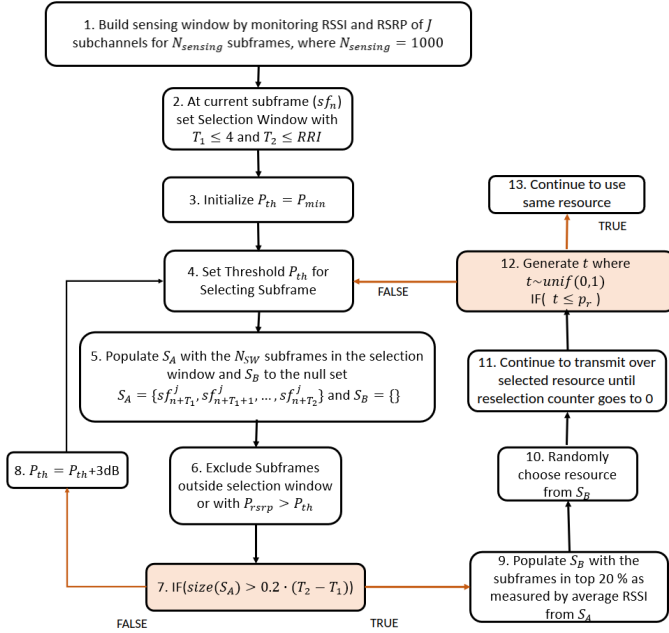 1. Build sensing window by monitoring RSSI and RSRP of J
subchannels for N_sensing subframes, where N_sensing = 1000
2. At current subframe (sf_n)
set Selection Window with
T_1 ≤ 4 and T_2 ≤ RRI
3. Initialize P_th = P_min
4. Set Threshold P_th for
Selecting Subframe
5. Populate S_A with the N_SW subframes in the selection
window and S_B to the null set
S_A = {sf^j_{n+T_1}, sf^j_{n+T_1+1}, ..., sf^j_{n+T_2}} and S_B = {}
6. Exclude Subframes
outside selection window
or with P_rsrp > P_th
7. IF(size(S_A) > 0.2 · (T_2 − T_1))
FALSE
TRUE
8. P_th = P_th+3dB
9. Populate S_B with the
subframes in top 20 % as
measured by average RSSI
from S_A
10. Randomly
choose resource
from S_B
11. Continue to transmit over
selected resource until
reselection counter goes to 0
12. Generate t where
t~unif(0,1)
IF( t ≤ p_r )
FALSE
TRUE
13. Continue to use
same resource